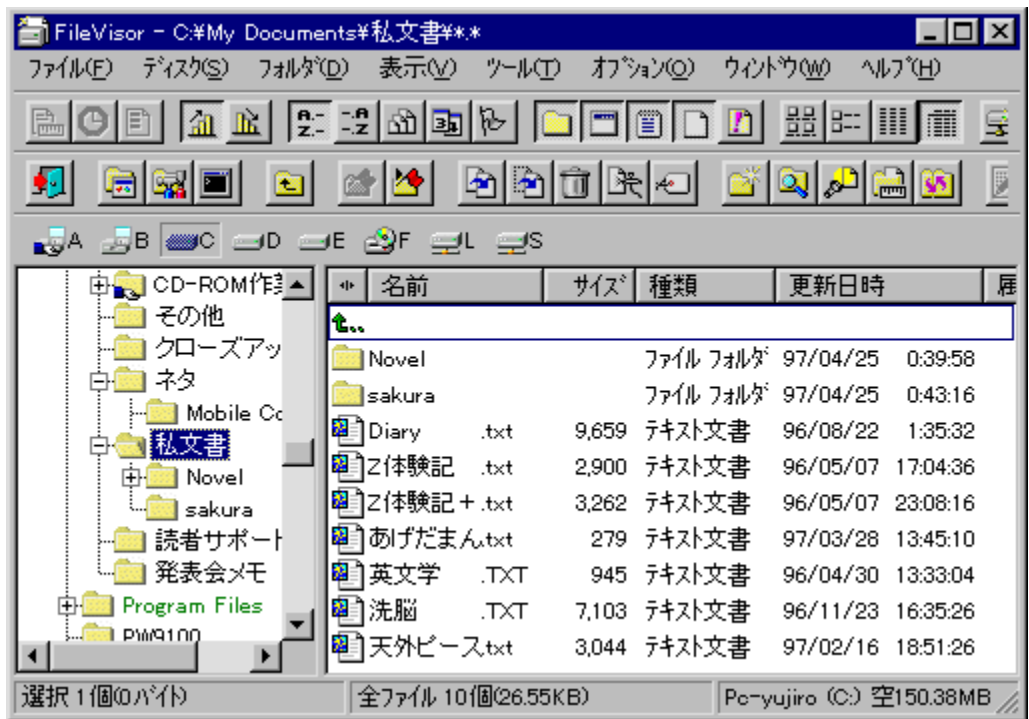 FileVisor - C:¥My Documents¥私文書¥*.*
ﾌｧｲﾙ(F) ﾃﾞｨｽｸ(S) ﾌｫﾙﾀﾞ(D) 表示(V) ﾂｰﾙ(T) ｵﾌﾟｼｮﾝ(O) ｳｨﾝﾄﾞｳ(W) ﾍﾙﾌﾟ(H)
A B C D E F L S
CD-ROM作業
その他
クローズアッ
ネタ
Mobile Co
私文書
Novel
sakura
読者サポート
発表会メモ
Program Files
PW9100
名前 ｻｲｽﾞ 種類 更新日時 属
..
Novel ﾌｧｲﾙ ﾌｫﾙﾀﾞ 97/04/25 0:39:58
sakura ﾌｧｲﾙ ﾌｫﾙﾀﾞ 97/04/25 0:43:16
Diary .txt 9,659 ﾃｷｽﾄ文書 96/08/22 1:35:32
Z体験記 .txt 2,900 ﾃｷｽﾄ文書 96/05/07 17:04:36
Z体験記＋.txt 3,262 ﾃｷｽﾄ文書 96/05/07 23:08:16
あげだまん.txt 279 ﾃｷｽﾄ文書 97/03/28 13:45:10
英文学 .TXT 945 ﾃｷｽﾄ文書 96/04/30 13:33:04
洗脳 .TXT 7,103 ﾃｷｽﾄ文書 96/11/23 16:35:26
天外ピース.txt 3,044 ﾃｷｽﾄ文書 97/02/16 18:51:26
選択 1個(0ﾊﾞｲﾄ) 全ﾌｧｲﾙ 10個(26.55KB) Pc-yujiro (C:) 空150.38MB